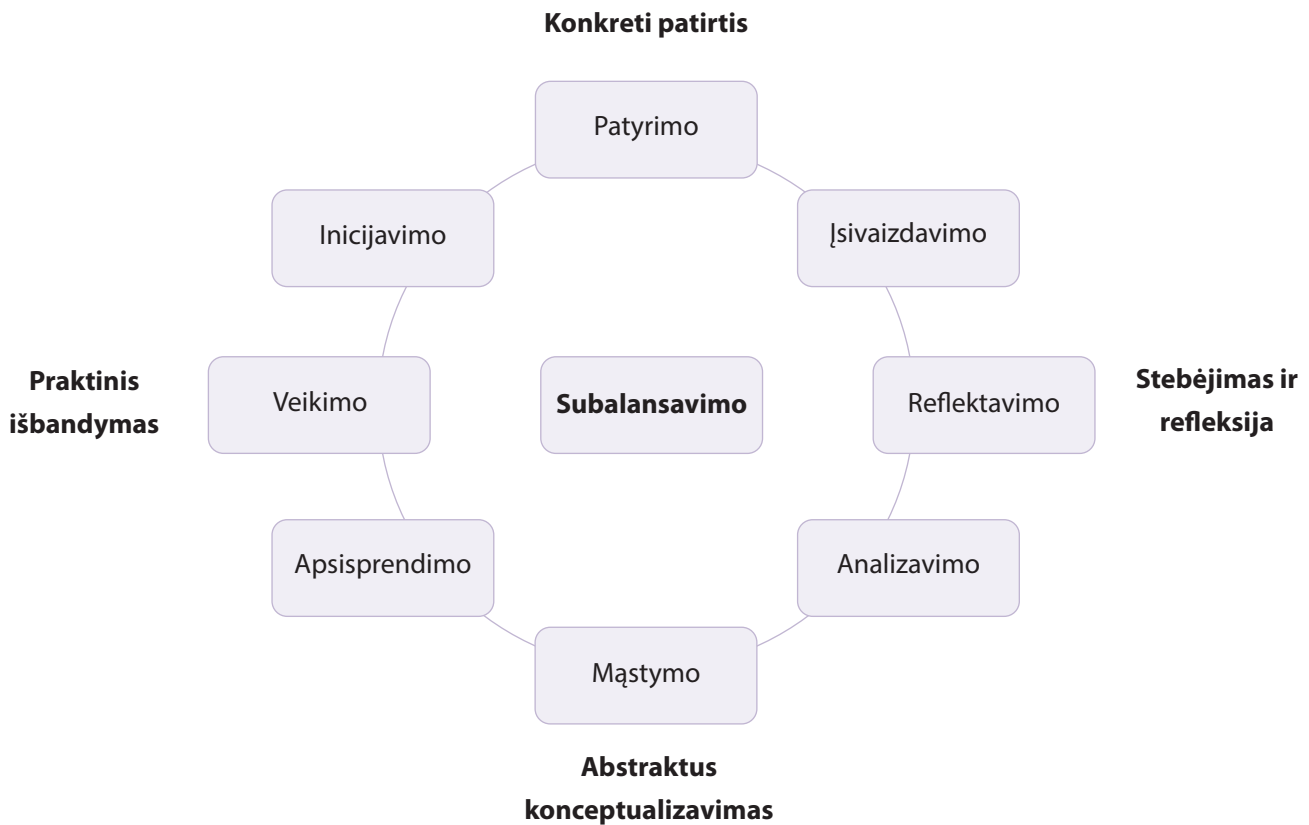 Konkreti patirtis
Patyrimo
Inicijavimo
Įsivaizdavimo
Praktinis
išbandymas
Veikimo
Subalansavimo
Reflektavimo
Stebėjimas ir
refleksija
Apsisprendimo
Analizavimo
Mąstymo
Abstraktus
konceptualizavimas